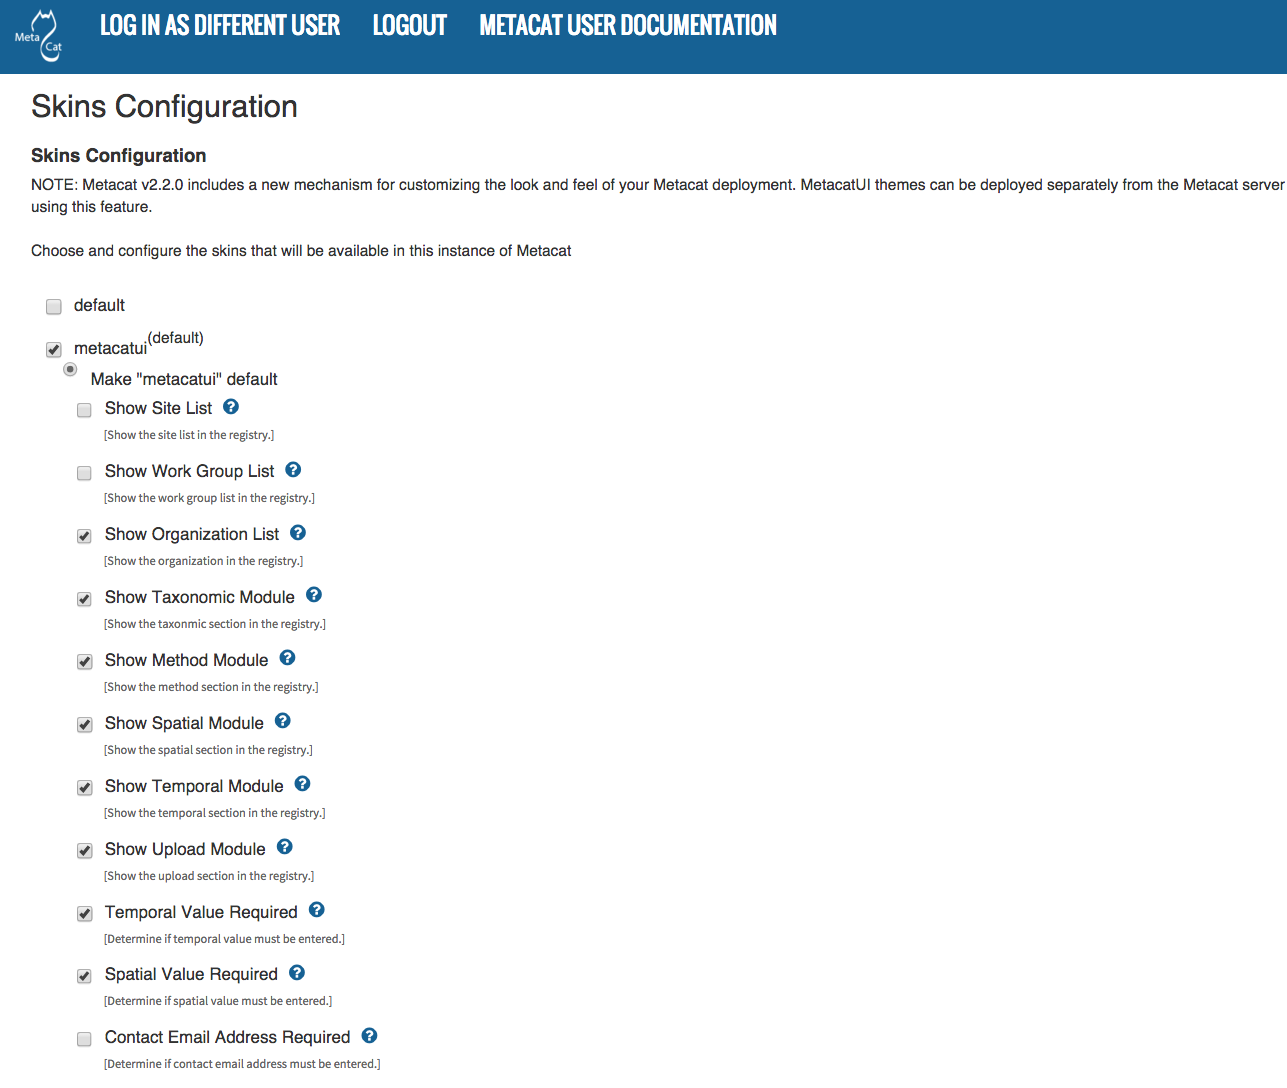 Meta Cat
LOG IN AS DIFFERENT USER LOGOUT METACAT USER DOCUMENTATION
Skins Configuration
Skins Configuration
NOTE: Metacat v2.2.0 includes a new mechanism for customizing the look and feel of your Metacat deployment. MetacatUI themes can be deployed separately from the Metacat server
using this feature.
Choose and configure the skins that will be available in this instance of Metacat
default
metacatui(default)
Make "metacatui" default
Show Site List ?
[Show the site list in the registry.]
Show Work Group List ?
[Show the work group list in the registry.]
Show Organization List ?
[Show the organization in the registry.]
Show Taxonomic Module ?
[Show the taxonmic section in the registry.]
Show Method Module ?
[Show the method section in the registry.]
Show Spatial Module ?
[Show the spatial section in the registry.]
Show Temporal Module ?
[Show the temporal section in the registry.]
Show Upload Module ?
[Show the upload section in the registry.]
Temporal Value Required ?
[Determine if temporal value must be entered.]
Spatial Value Required ?
[Determine if spatial value must be entered.]
Contact Email Address Required ?
[Determine if contact email address must be entered.]